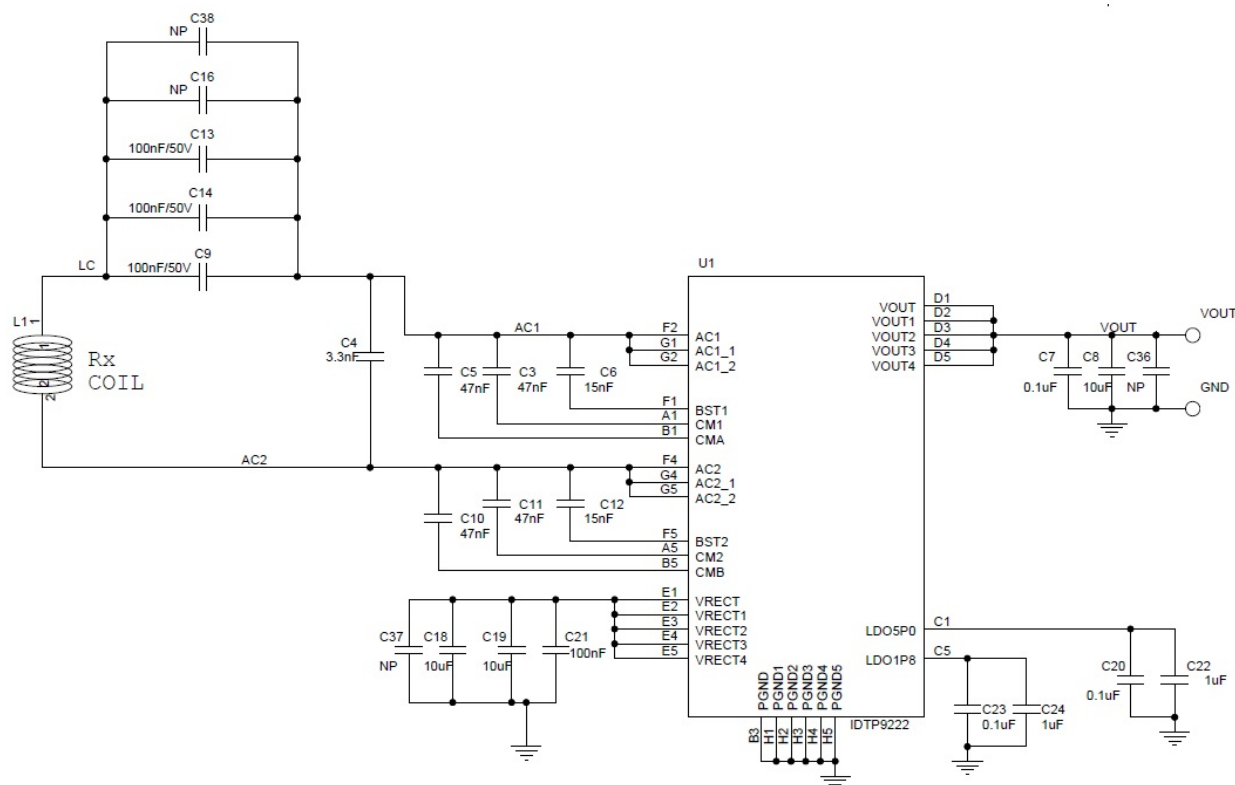 C38
NP
C16
NP
C13
100nF/50V
C14
100nF/50V
C9
LC
100nF/50V
L1
1
1
Rx
COIL
2
2
C4
3.3nF
AC1
C5
47nF
C3
47nF
C6
15nF
AC2
C10
47nF
C11
47nF
C12
15nF
C37
NP
C18
10uF
C19
10uF
C21
100nF
U1
F2
AC1
G1
AC1_1
G2
AC1_2
F1
BST1
A1
CM1
B1
CMA
F4
AC2
G4
AC2_1
G5
AC2_2
F5
BST2
A5
CM2
B5
CMB
E1
VRECT
E2
VRECT1
E3
VRECT2
E4
VRECT3
E5
VRECT4
VOUT
D1
VOUT1
D2
VOUT2
D3
VOUT3
D4
VOUT4
D5
VOUT
VOUT
C7
0.1uF
C8
10uF
C36
NP
GND
LDO5P0
C1
LDO1P8
C5
C20
0.1uF
C22
1uF
C23
0.1uF
C24
1uF
PGND
PGND1
PGND2
PGND3
PGND4
PGND5
B3
H1
H2
H3
H4
H5
IDTP9222